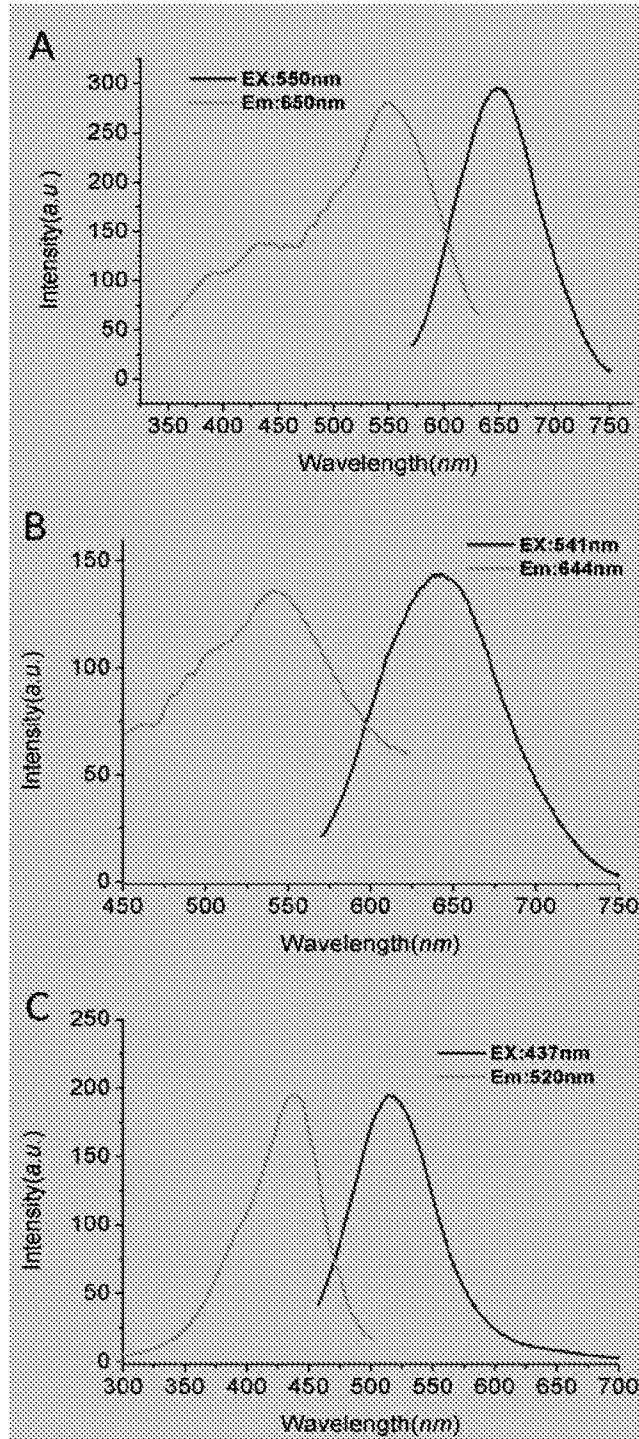 A
EX:550nm
Em:650nm
300
250
200
150
100
50
0
Intensity(a.u.)
350 400 450 500 550 600 650 700 750
Wavelength(nm)
B
EX:541nm
Em:644nm
150
100
50
0
Intensity(a.u.)
450 500 550 600 650 700 750
Wavelength(nm)
C
EX:437nm
Em:520nm
250
200
150
100
50
0
Intensity(a.u.)
300 350 400 450 500 550 600 650 700
Wavelength(nm)